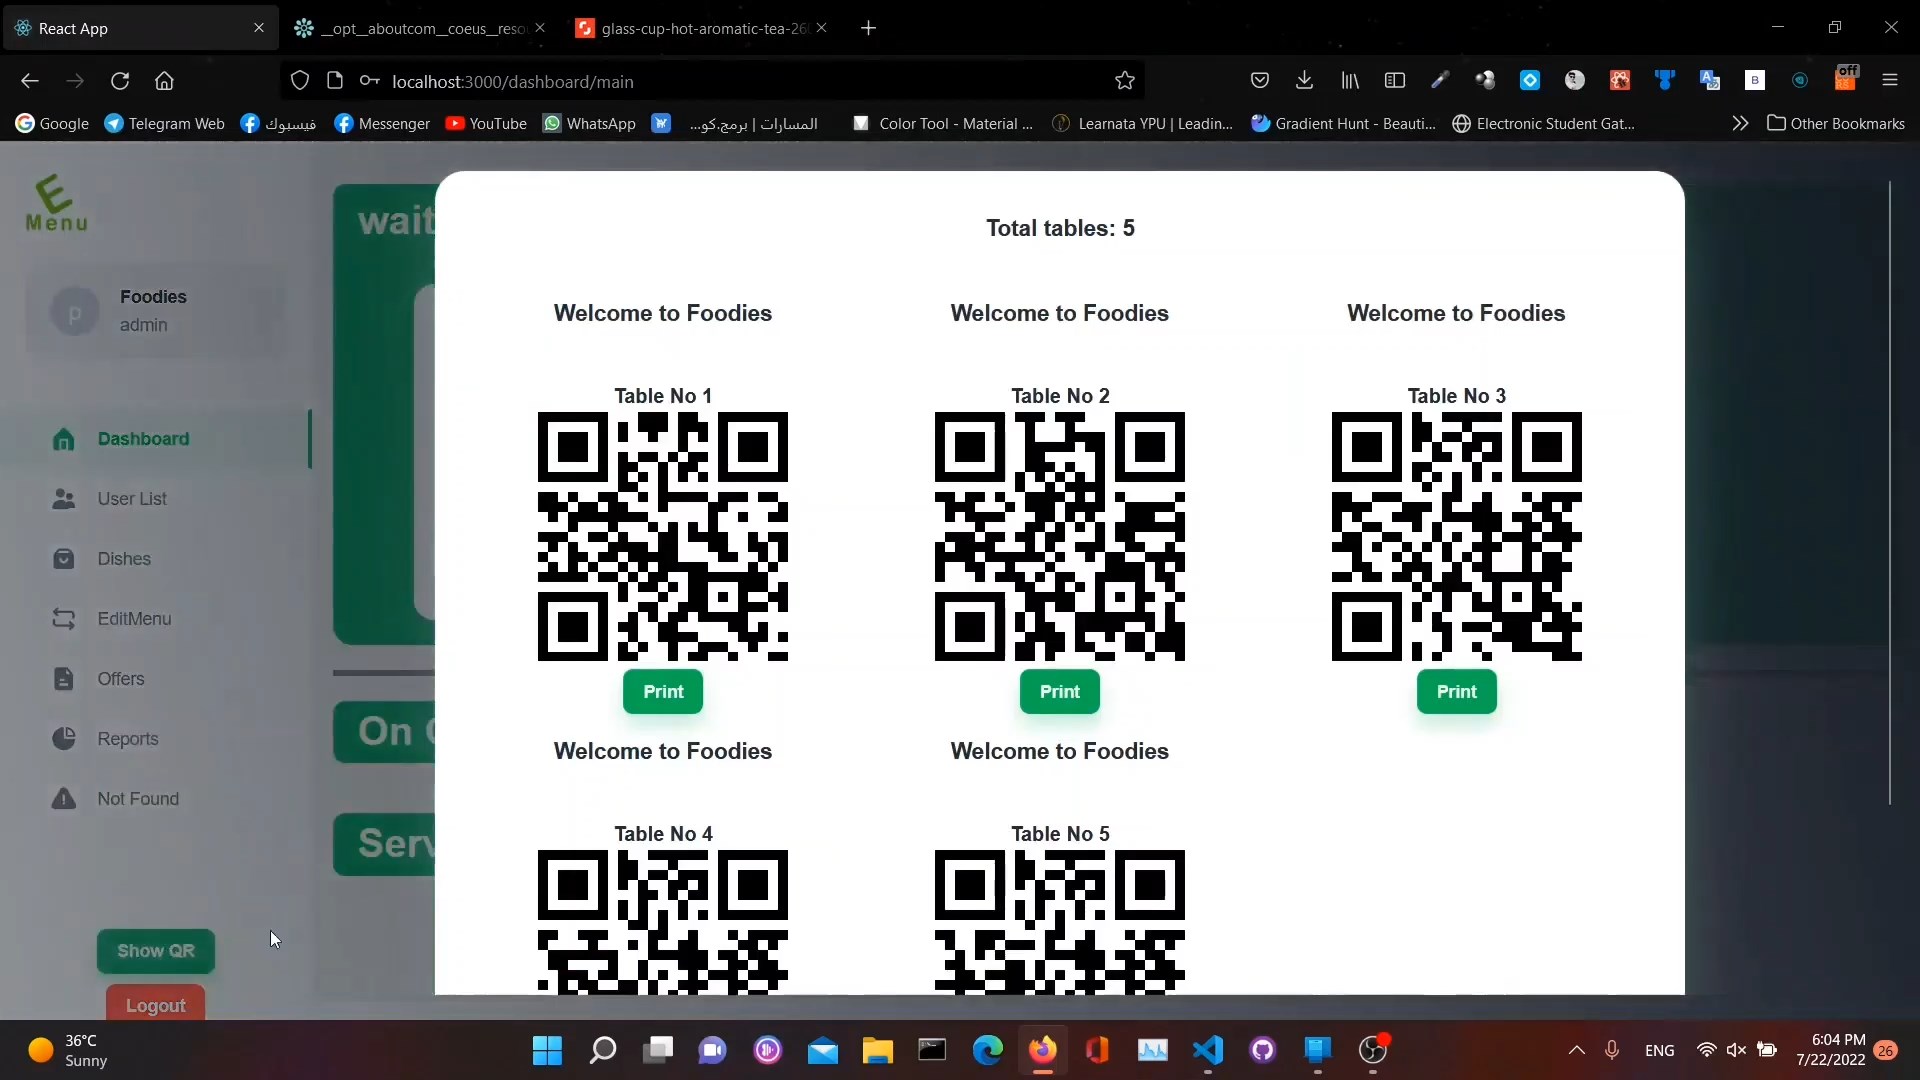 React App
__opt__aboutcom__coeus__reso
glass-cup-hot-aromatic-tea-26
localhost:3000/dashboard/main
off
Google
Telegram Web
فيسبوك
Messenger
YouTube
WhatsApp
المسارات | برمج.كو...
Color Tool - Material ...
Learnata YPU | Leadin...
Gradient Hunt - Beauti...
Electronic Student Gat...
Other Bookmarks
E
Menu
p
Foodies
admin
Dashboard
User List
Dishes
EditMenu
Offers
Reports
Not Found
Show QR
Logout
wait
On
Serv
Total tables: 5
Welcome to Foodies
Welcome to Foodies
Welcome to Foodies
Table No 1
Table No 2
Table No 3
Print
Print
Print
Welcome to Foodies
Welcome to Foodies
Table No 4
Table No 5
36°C
Sunny
ENG
6:04 PM
7/22/2022
26